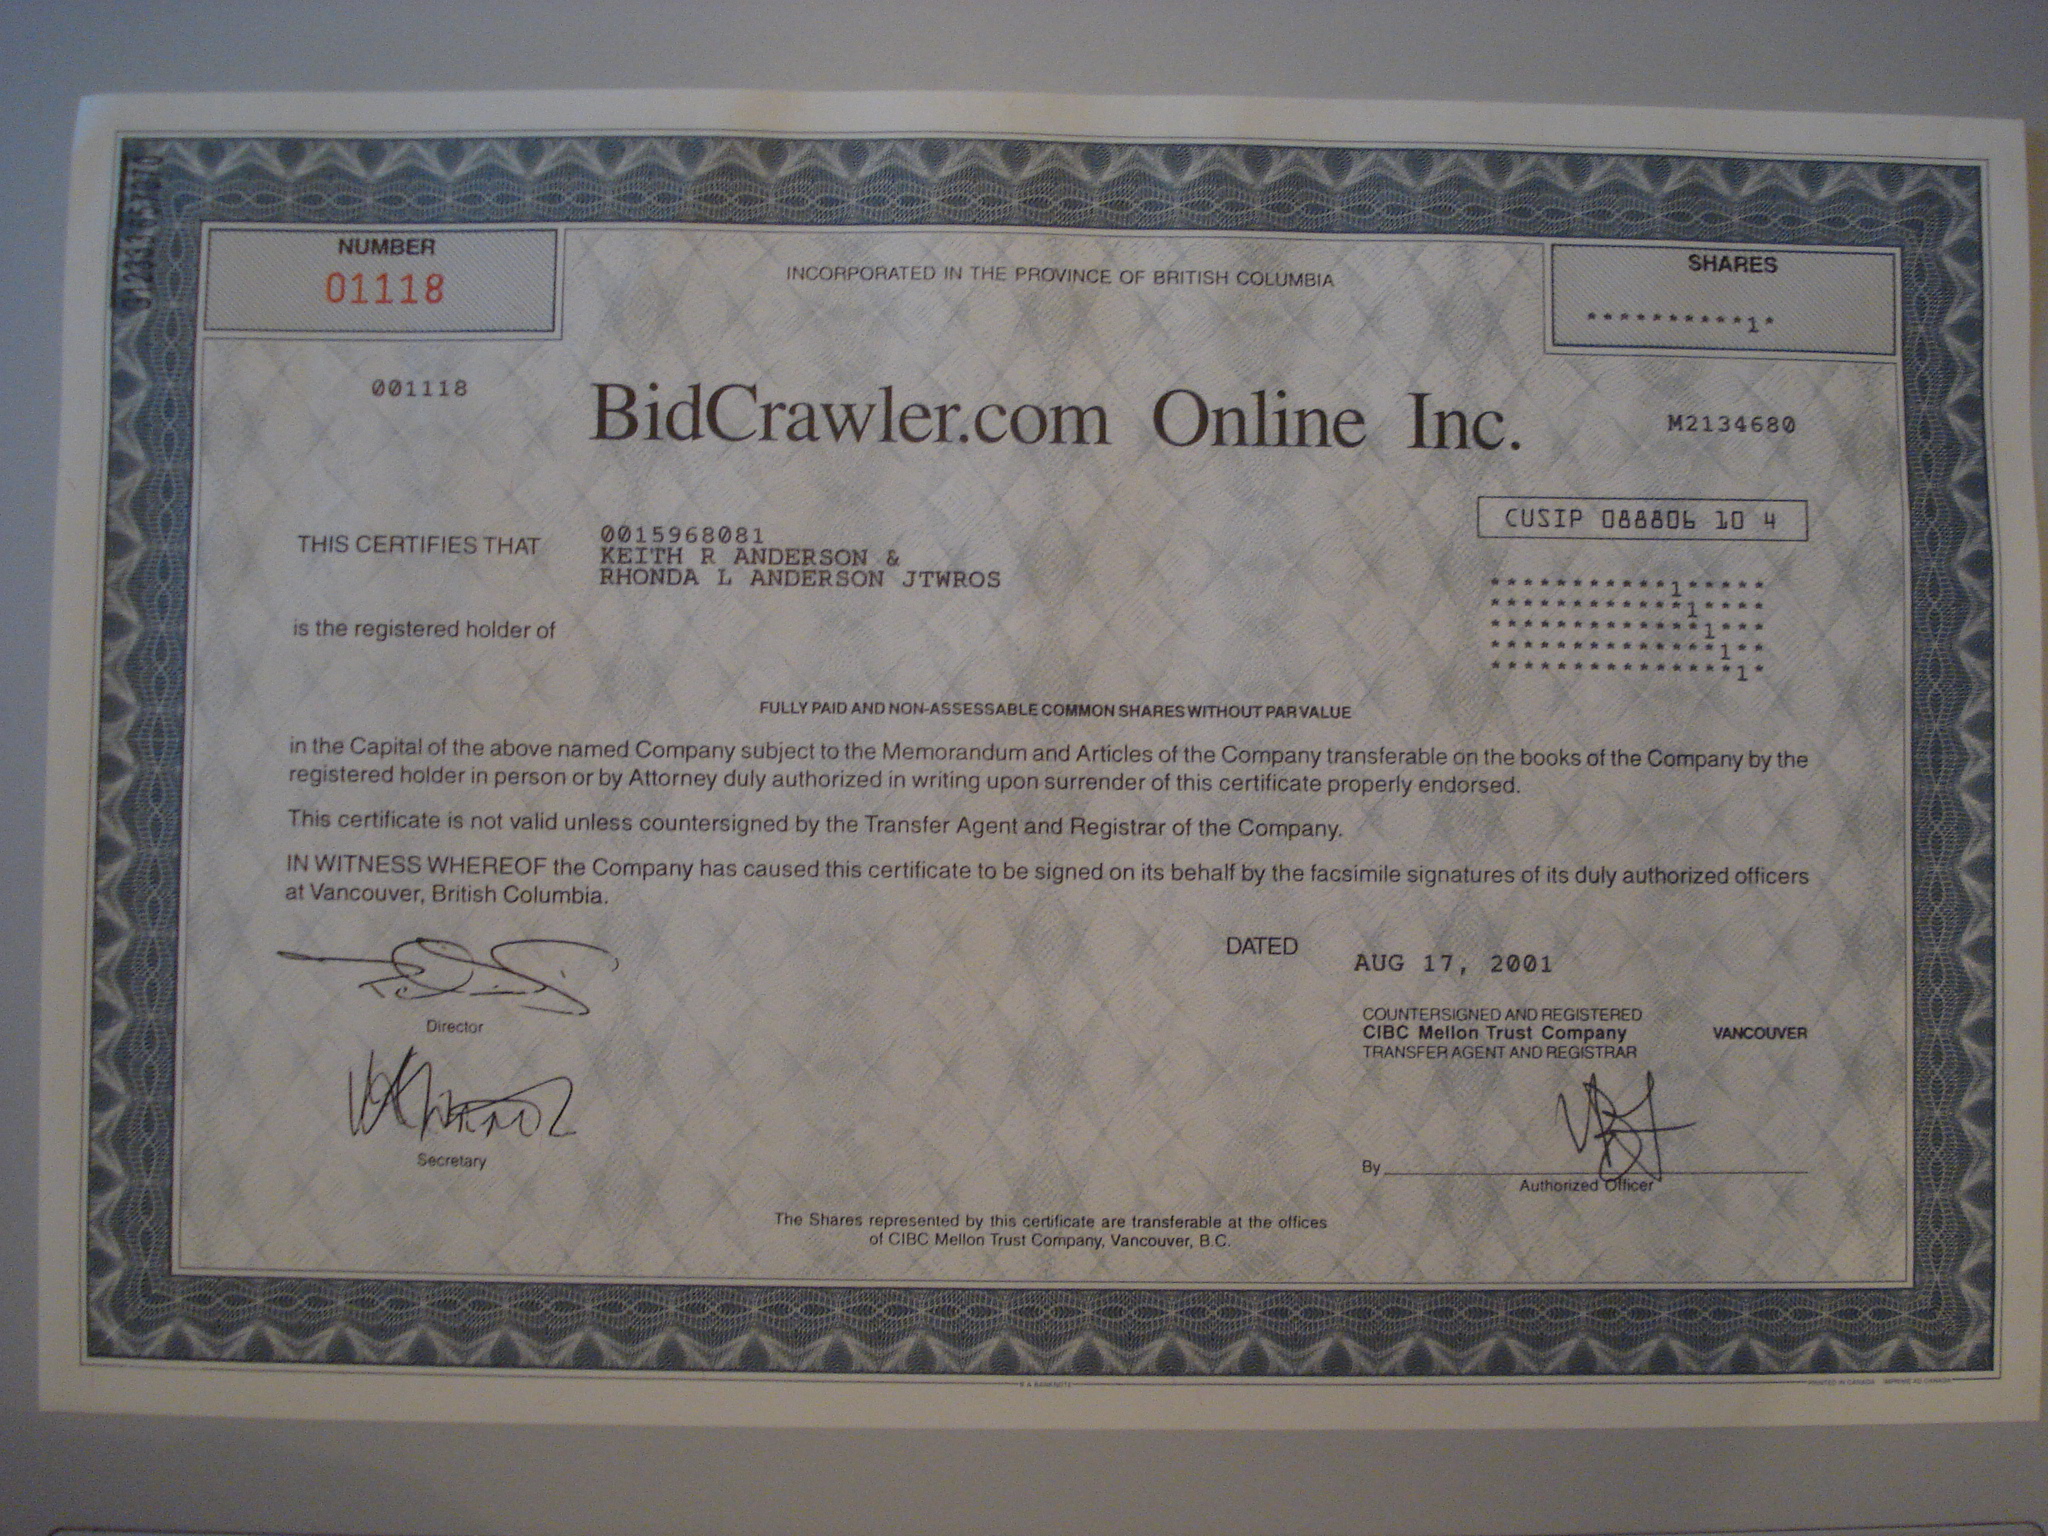 NUMBER
01118
INCORPORATED IN THE PROVINCE OF BRITISH COLUMBIA
SHARES
**********1*
001118
BidCrawler.com Online Inc.
M2134680
CUSIP 088806 10 4
THIS CERTIFIES THAT
0015968081
KEITH R ANDERSON &
RHONDA L ANDERSON JTWROS
is the registered holder of
***********1*****
************1****
*************1***
**************1**
***************1*
FULLY PAID AND NON-ASSESSABLE COMMON SHARES WITHOUT PAR VALUE
in the Capital of the above named Company subject to the Memorandum and Articles of the Company transferable on the books of the Company by the
registered holder in person or by Attorney duly authorized in writing upon surrender of this certificate properly endorsed.
This certificate is not valid unless countersigned by the Transfer Agent and Registrar of the Company.
IN WITNESS WHEREOF the Company has caused this certificate to be signed on its behalf by the facsimile signatures of its duly authorized officers
at Vancouver, British Columbia.
Director
Secretary
DATED
AUG 17, 2001
COUNTERSIGNED AND REGISTERED
CIBC Mellon Trust Company VANCOUVER
TRANSFER AGENT AND REGISTRAR
By
Authorized Officer
The Shares represented by this certificate are transferable at the offices
of CIBC Mellon Trust Company, Vancouver, B.C.
PRINTED IN CANADA